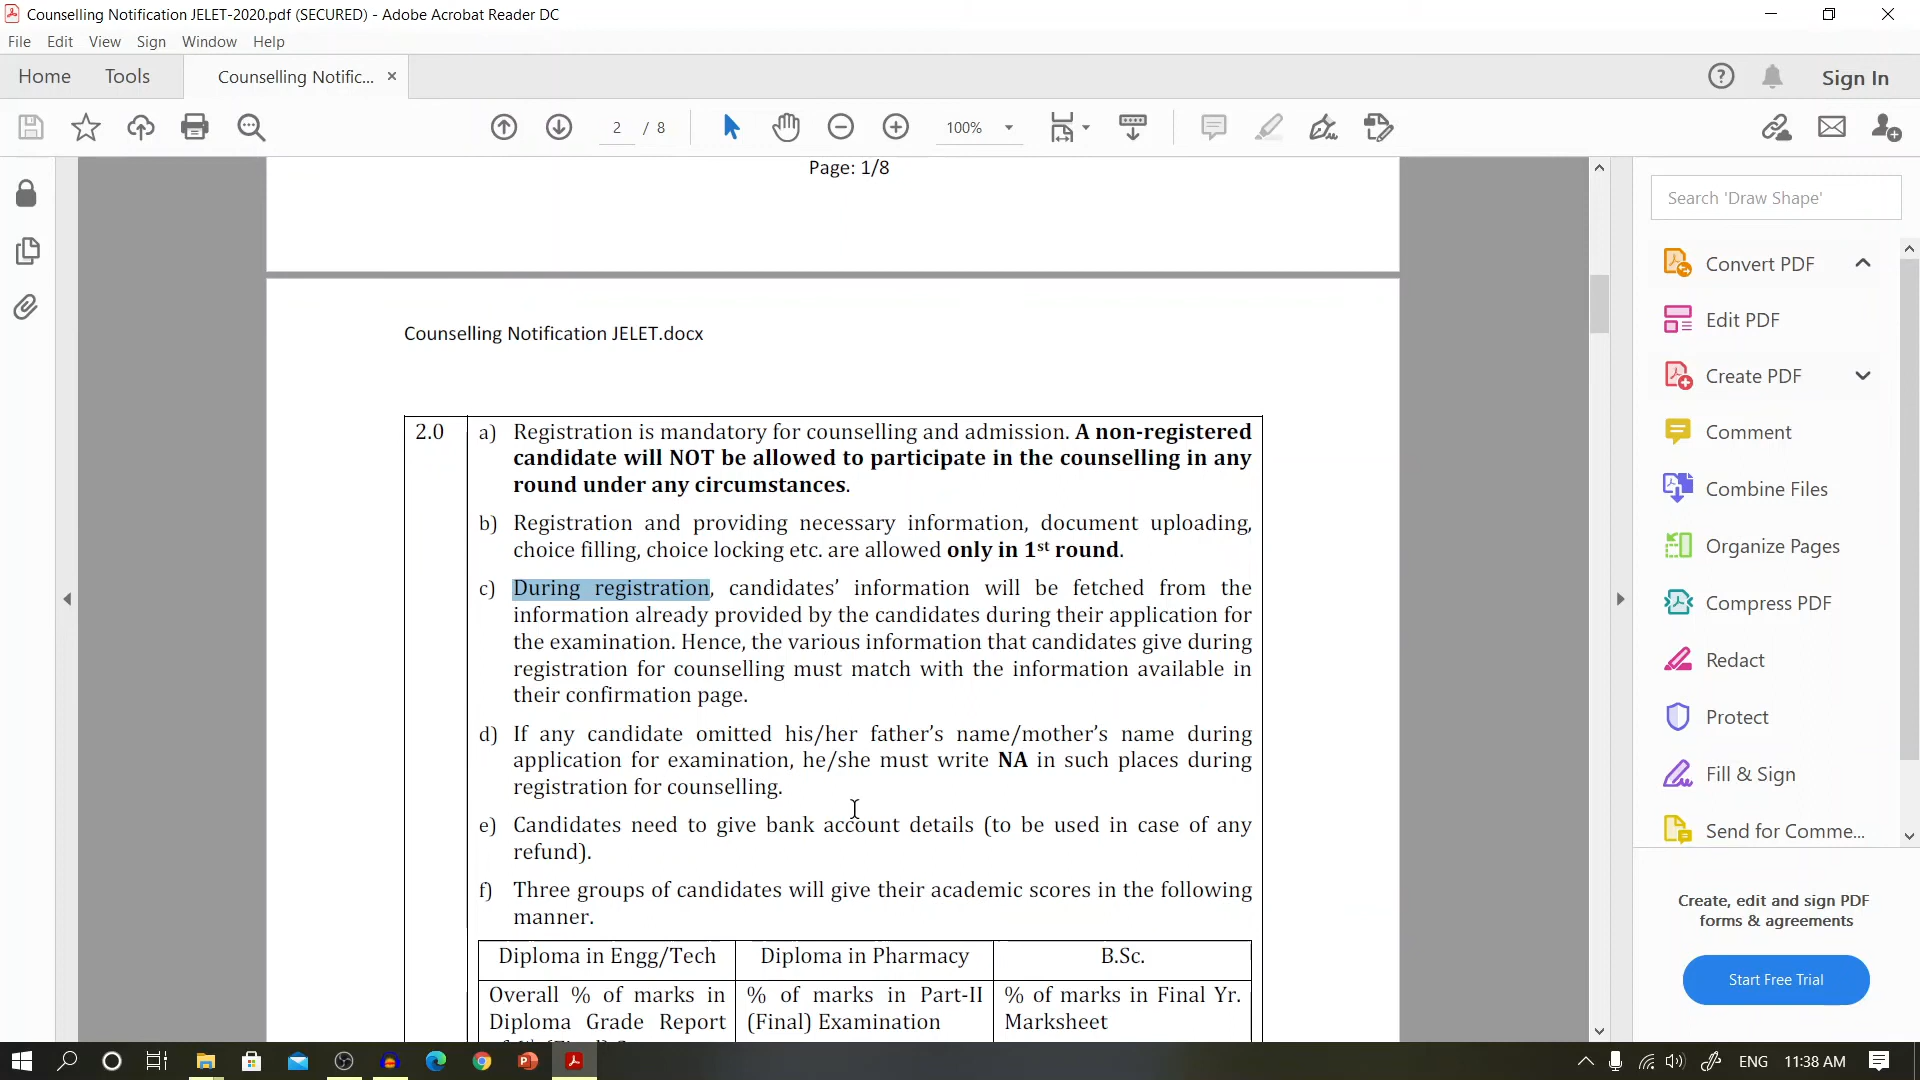 Counselling Notification JELET-2020.pdf (SECURED) - Adobe Acrobat Reader DC
File Edit View Sign Window Help
Home Tools Counselling Notific... × Sign In
2 / 8 100%
Page: 1/8
Counselling Notification JELET.docx
2.0 a) Registration is mandatory for counselling and admission. A non-registered
candidate will NOT be allowed to participate in the counselling in any
round under any circumstances.
b) Registration and providing necessary information, document uploading,
choice filling, choice locking etc. are allowed only in 1st round.
c) During registration, candidates’ information will be fetched from the
information already provided by the candidates during their application for
the examination. Hence, the various information that candidates give during
registration for counselling must match with the information available in
their confirmation page.
d) If any candidate omitted his/her father’s name/mother’s name during
application for examination, he/she must write NA in such places during
registration for counselling.
e) Candidates need to give bank account details (to be used in case of any
refund).
f) Three groups of candidates will give their academic scores in the following
manner.
Diploma in Engg/Tech Diploma in Pharmacy B.Sc.
Overall % of marks in % of marks in Part-II % of marks in Final Yr.
Diploma Grade Report (Final) Examination Marksheet
Search 'Draw Shape'
Convert PDF
Edit PDF
Create PDF
Comment
Combine Files
Organize Pages
Compress PDF
Redact
Protect
Fill & Sign
Send for Comme...
Create, edit and sign PDF
forms & agreements
Start Free Trial
ENG 11:38 AM